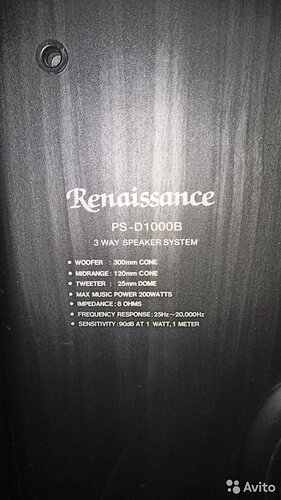 Renaissance
PS-D1000B
3 WAY SPEAKER SYSTEM
• WOOFER : 300mm CONE
• MIDRANGE : 120mm CONE
• TWEETER : 25mm DOME
• MAX MUSIC POWER 200WATTS
• IMPEDANCE : 8 OHMS
• FREQUENCY RESPONSE : 25Hz~20,000Hz
• SENSITIVITY : 90dB AT 1 WATT, 1 METER
Avito